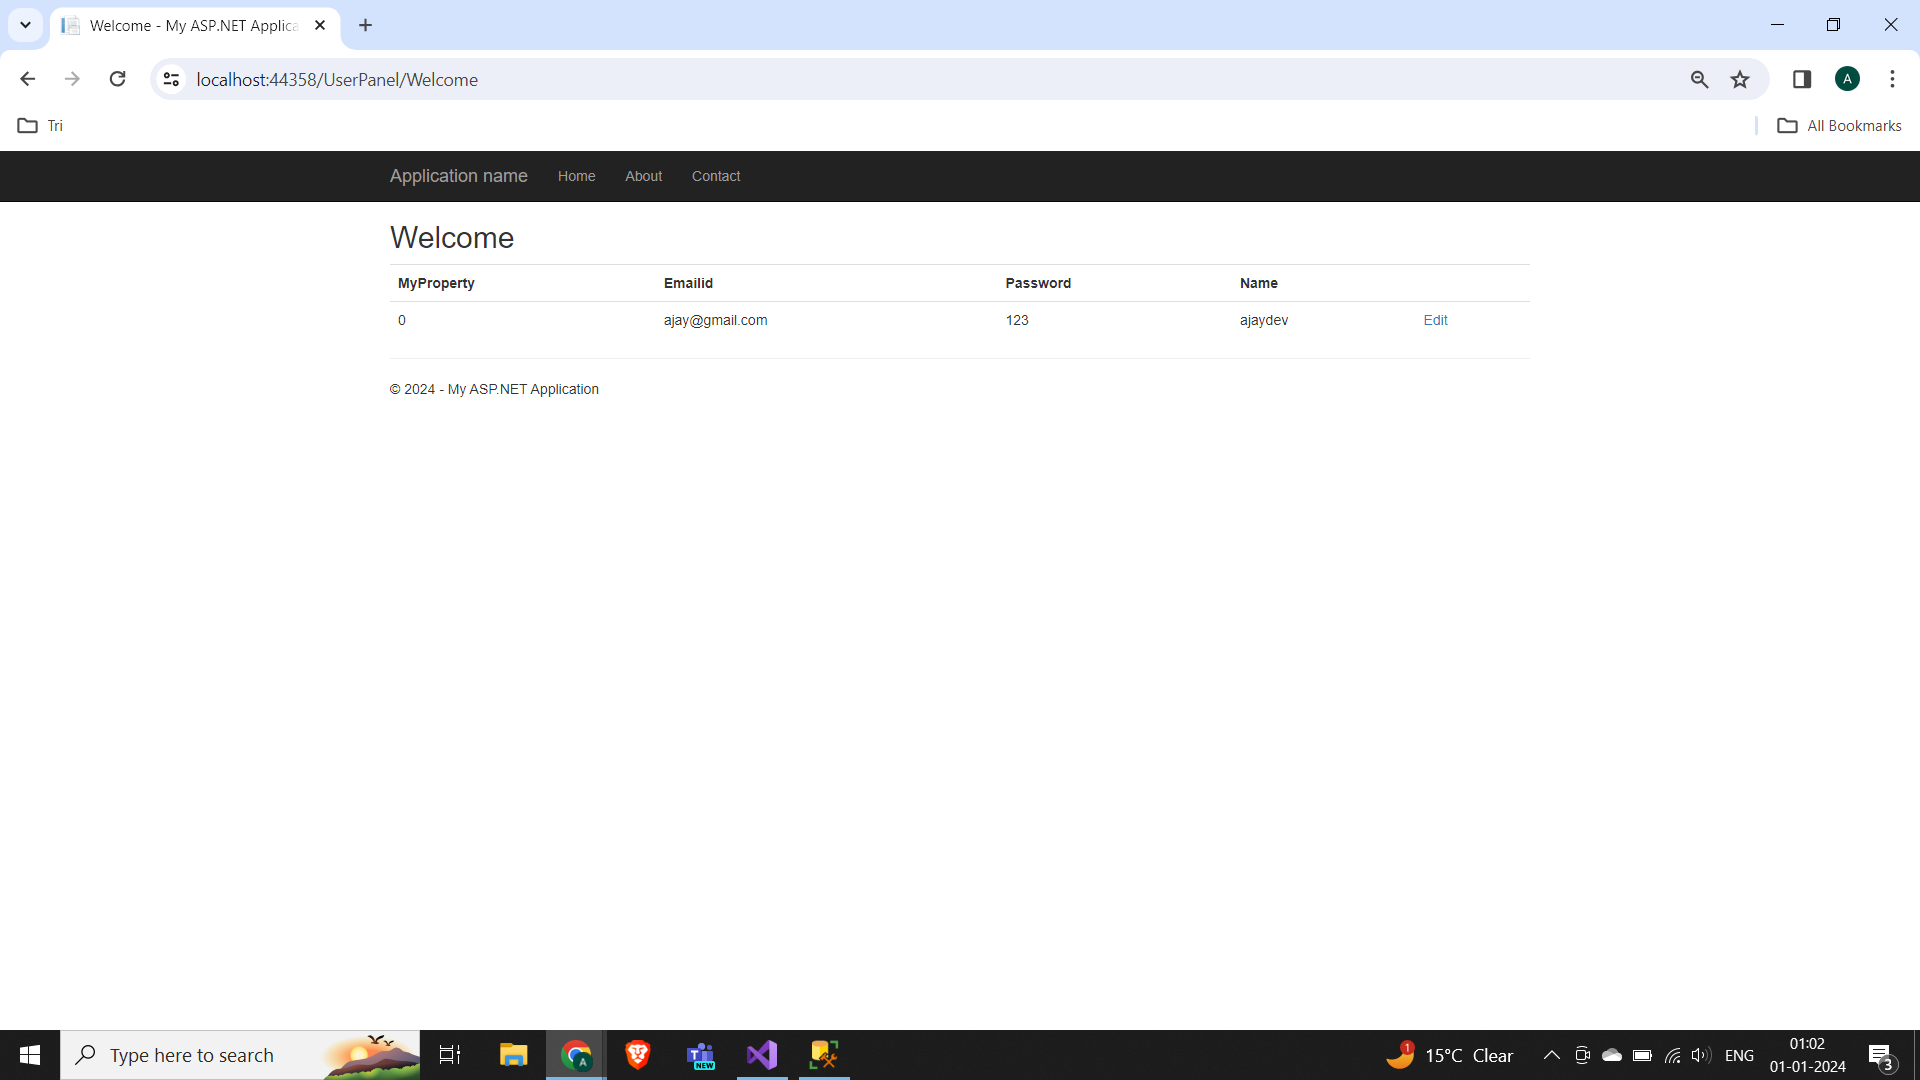 Welcome - My ASP.NET Applica
localhost:44358/UserPanel/Welcome
A
Tri
All Bookmarks
Application name Home About Contact
Welcome
MyProperty Emailid Password Name
0 ajay@gmail.com 123 ajaydev Edit
© 2024 - My ASP.NET Application
Type here to search
A
NEW
1
15°C Clear
ENG
01:02
01-01-2024
3